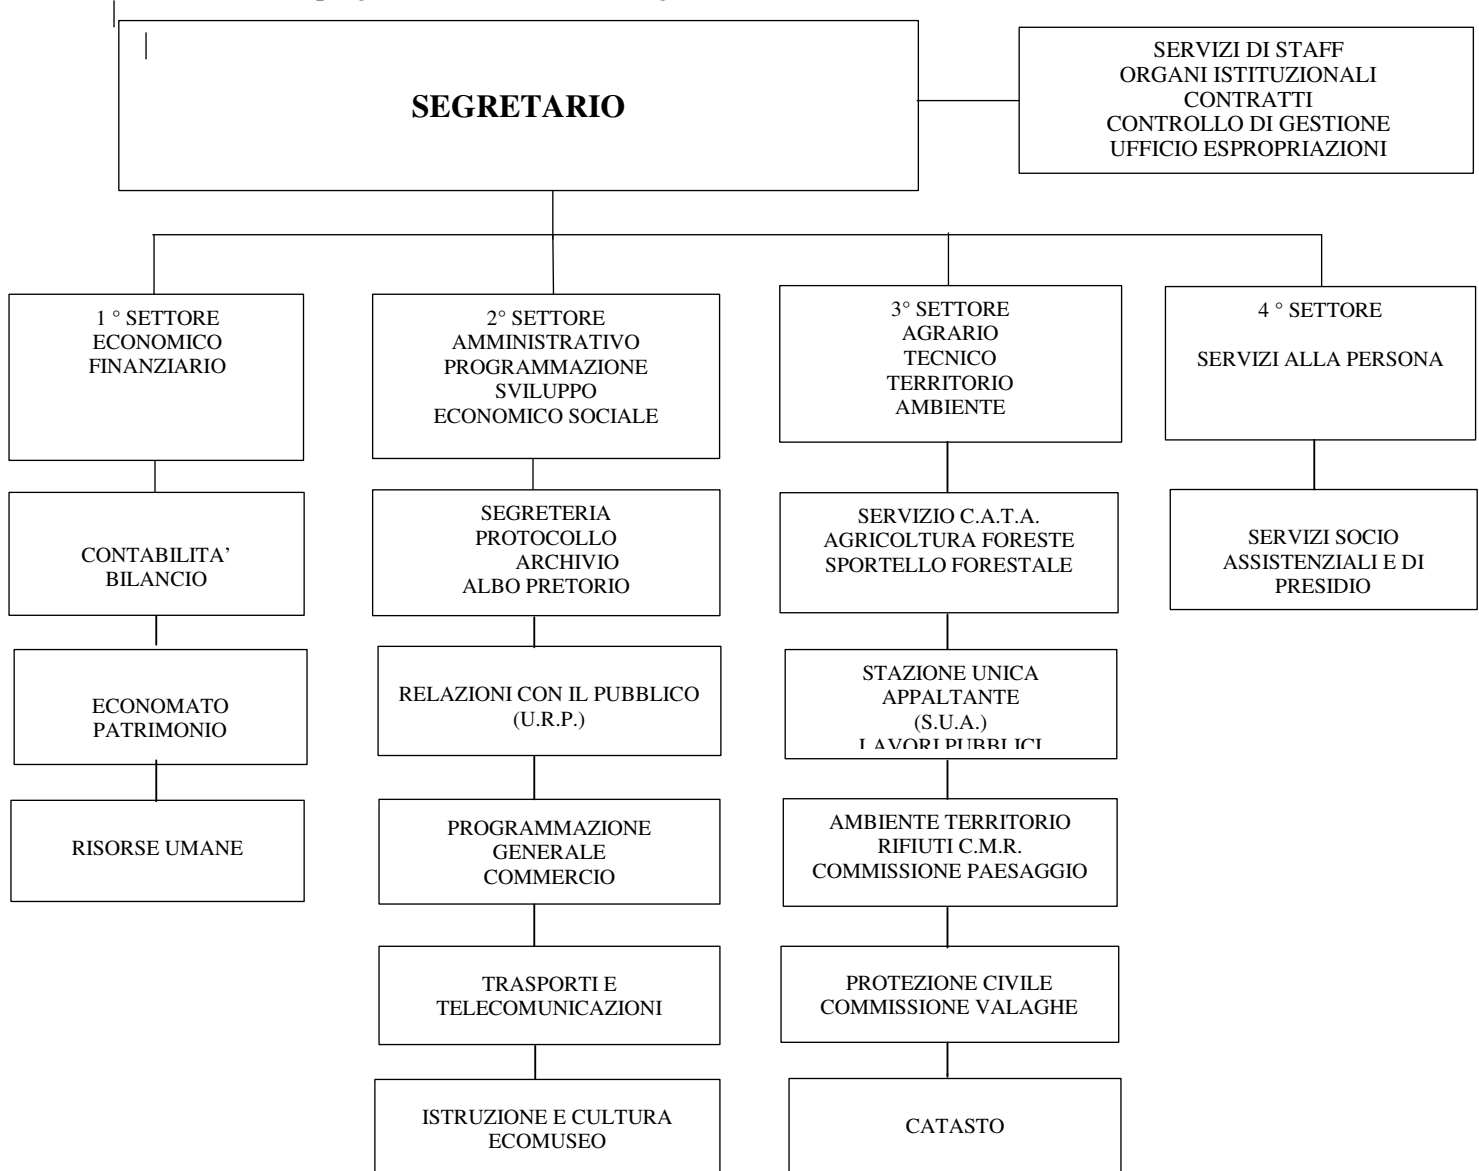 SEGRETARIO
SERVIZI DI STAFF
ORGANI ISTITUZIONALI
CONTRATTI
CONTROLLO DI GESTIONE
UFFICIO ESPROPRIAZIONI
1 ° SETTORE
ECONOMICO
FINANZIARIO
CONTABILITA’
BILANCIO
ECONOMATO
PATRIMONIO
RISORSE UMANE
2° SETTORE
AMMINISTRATIVO
PROGRAMMAZIONE
SVILUPPO
ECONOMICO SOCIALE
SEGRETERIA
PROTOCOLLO
ARCHIVIO
ALBO PRETORIO
RELAZIONI CON IL PUBBLICO
(U.R.P.)
PROGRAMMAZIONE
GENERALE
COMMERCIO
TRASPORTI E
TELECOMUNICAZIONI
ISTRUZIONE E CULTURA
ECOMUSEO
3° SETTORE
AGRARIO
TECNICO
TERRITORIO
AMBIENTE
SERVIZIO C.A.T.A.
AGRICOLTURA FORESTE
SPORTELLO FORESTALE
STAZIONE UNICA
APPALTANTE
(S.U.A.)
LAVORI PUBBLICI
AMBIENTE TERRITORIO
RIFIUTI C.M.R.
COMMISSIONE PAESAGGIO
PROTEZIONE CIVILE
COMMISSIONE VALAGHE
CATASTO
4 ° SETTORE
SERVIZI ALLA PERSONA
SERVIZI SOCIO
ASSISTENZIALI E DI
PRESIDIO